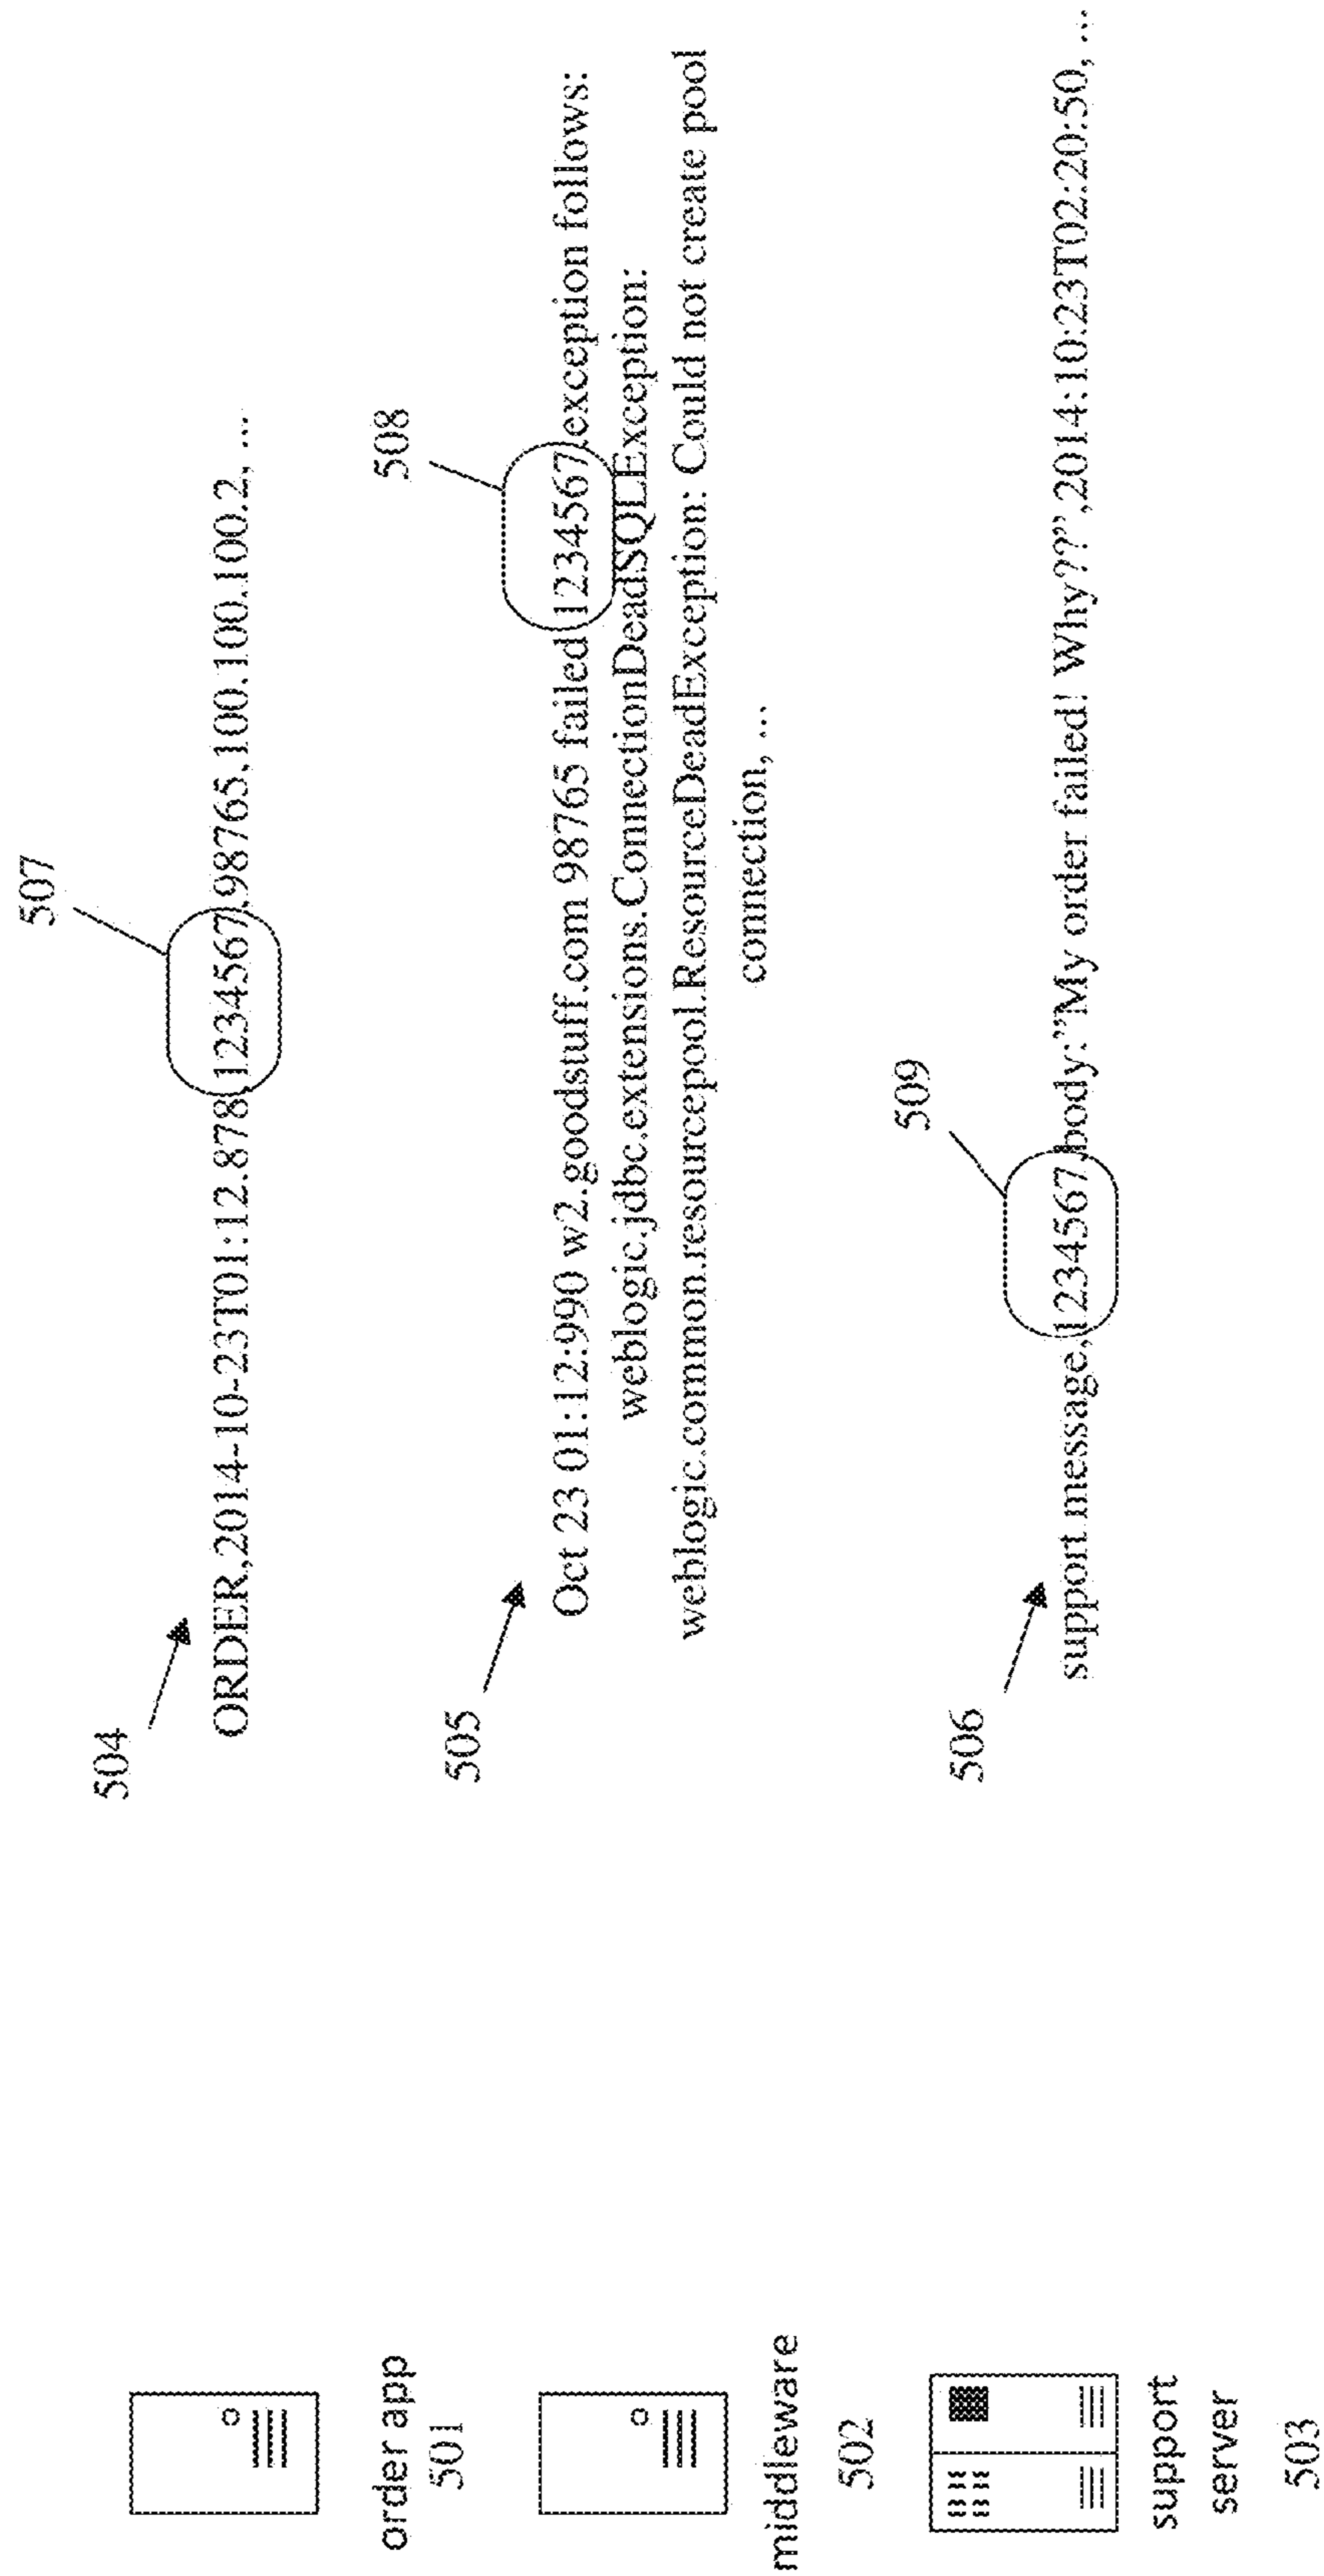 507
504
ORDER,2014-10-23T01:12.878,1234567,98765,100.100.100.2, ...
order app
501
508
505
Oct 23 01:12:990 w2.goodstuff.com 98765 failed 1234567,exception follows:
weblogic.jdbc.extensions.ConnectionDeadSQLException:
weblogic.common.resourcepool.ResourceDeadException: Could not create pool
connection, ...
middleware
502
509
506
support message,1234567,body:”My order failed! Why??”,2014:10:23T02:20:50, ...
support
server
503